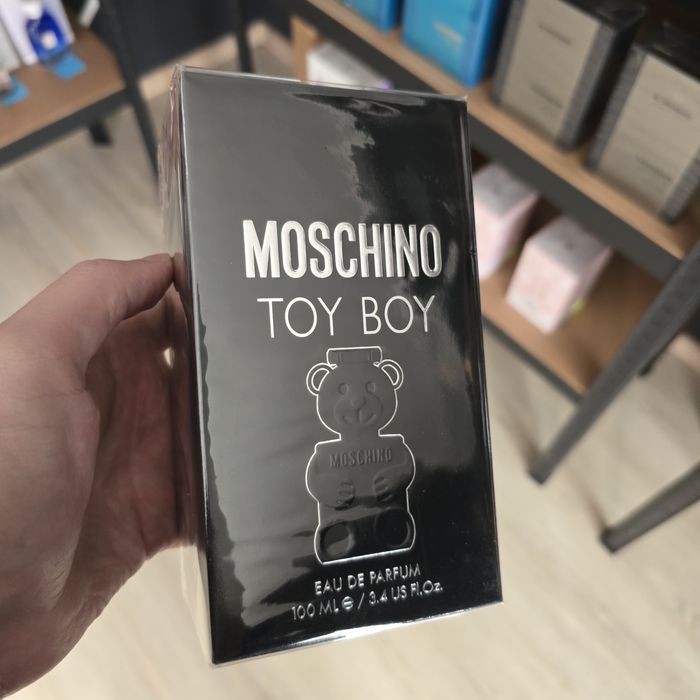 MOSCHINO
TOY BOY
MOSCHINO
EAU DE PARFUM
100 ML ℮ / 3.4 US Fl.Oz.